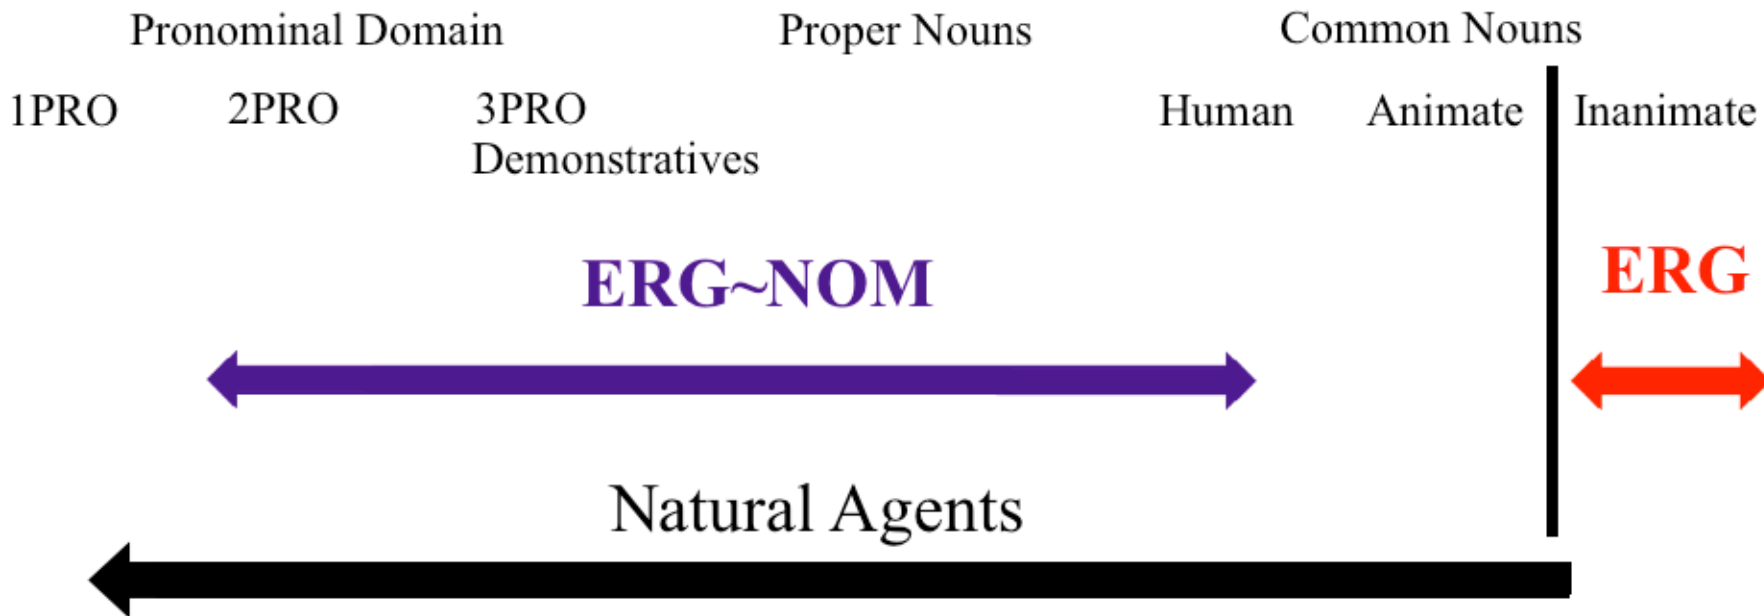 Pronominal Domain Proper Nouns Common Nouns
1PRO 2PRO 3PRO Human Animate Inanimate
Demonstratives
ERG~NOM ERG
Natural Agents